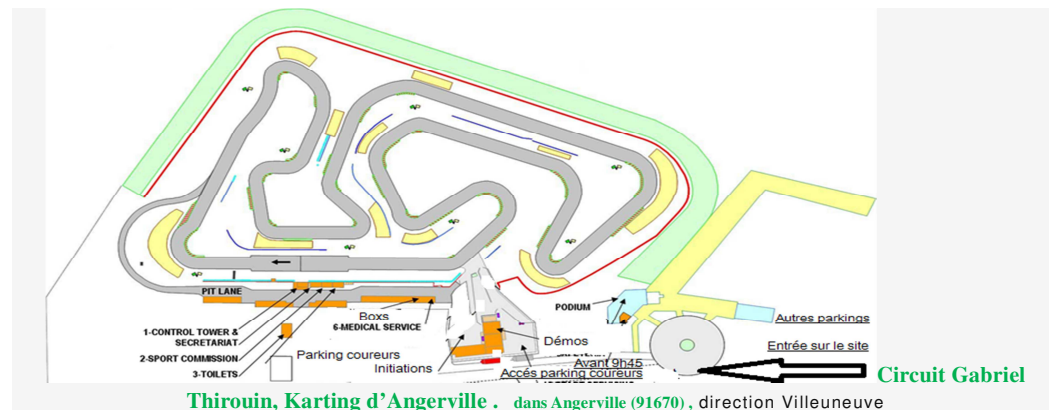 PIT LANE
Boxs
6-MEDICAL SERVICE
PODIUM
1-CONTROL TOWER &
SECRETARIAT
2-SPORT COMMISSION
3-TOILETS
Parking coureurs
Initiations
Démos
Avant 9h45
Accés parking coureurs
Autres parkings
Entrée sur le site
Circuit Gabriel
Thirouin, Karting d’Angerville . dans Angerville (91670) , direction Villeuneuve